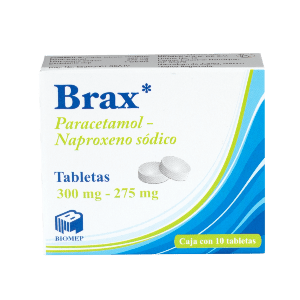 Brax*
Paracetamol –
Naproxeno sódico
Tabletas
300 mg - 275 mg
BIOMEP
Caja con 10 tabletas